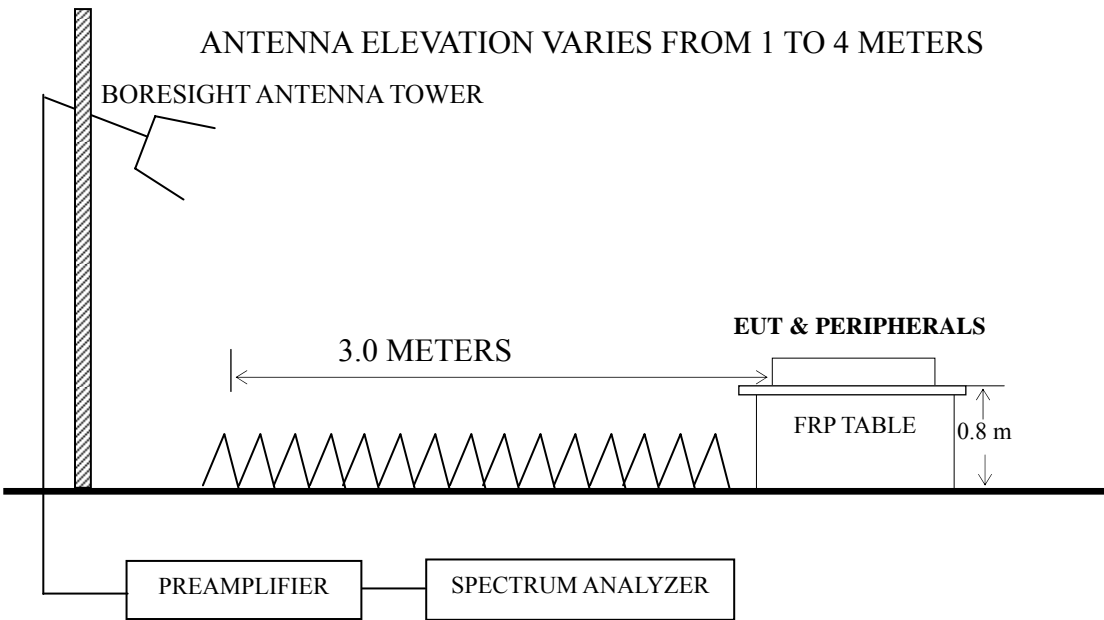 ANTENNA ELEVATION VARIES FROM 1 TO 4 METERS
BORESIGHT ANTENNA TOWER
EUT & PERIPHERALS
3.0 METERS
FRP TABLE
0.8 m
PREAMPLIFIER
SPECTRUM ANALYZER